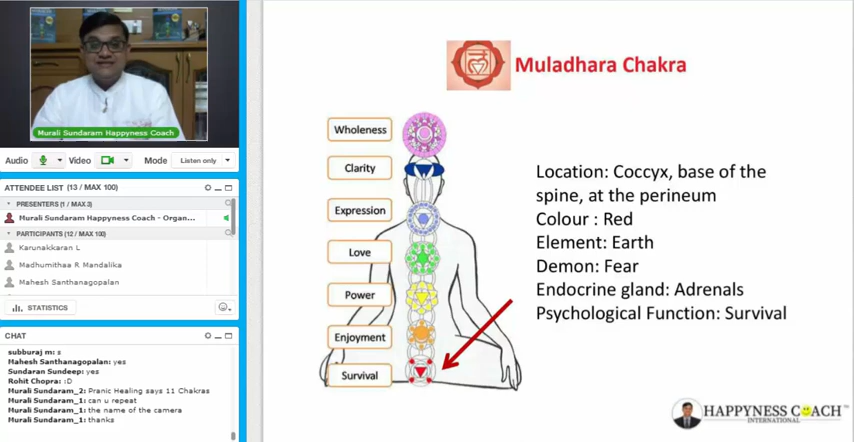 Murali Sundaram Happyness Coach
Audio
Video
Mode
Listen only
ATTENDEE LIST (13 / MAX 100)
PRESENTERS (1 / MAX 3)
Murali Sundaram Happyness Coach - Organ...
PARTICIPANTS (12 / MAX 100)
Karunakkaran L
Madhumithaa R Mandalika
Mahesh Santhanagopalan
STATISTICS
CHAT
subburaj m: s
Mahesh Santhanagopalan: yes
Sundaran Sundeep: yes
Rohit Chopra: :D
Murali Sundaram_2: Pranic Healing says 11 Chakras
Murali Sundaram_1: can u repeat
Murali Sundaram_1: the name of the camera
Murali Sundaram_1: thanks
Muladhara Chakra
Wholeness
Clarity
Expression
Love
Power
Enjoyment
Survival
Location: Coccyx, base of the
spine, at the perineum
Colour : Red
Element: Earth
Demon: Fear
Endocrine gland: Adrenals
Psychological Function: Survival
HAPPYNESS COACH™
INTERNATIONAL